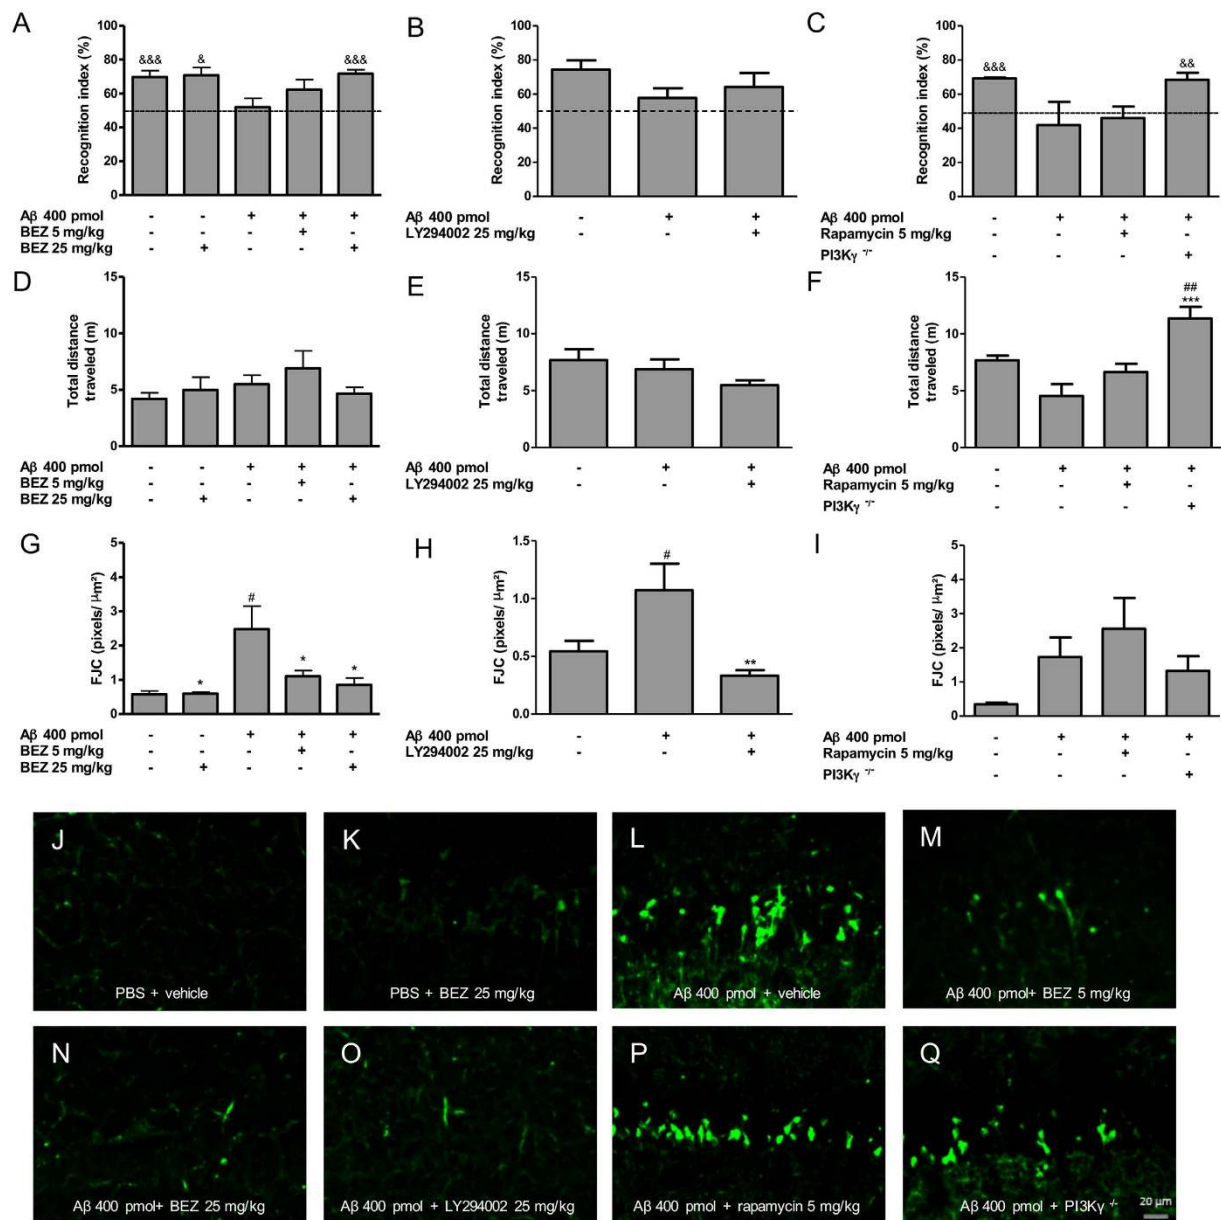 A
Recognition index (%)
100
80
60
40
20
0
&&& & &&&
Aβ 400 pmol - - + + +
BEZ 5 mg/kg - - - + -
BEZ 25 mg/kg - + - - +
B
Recognition index (%)
100
80
60
40
20
0
Aβ 400 pmol - + +
LY294002 25 mg/kg - - +
C
Recognition index (%)
100
80
60
40
20
0
&&& &&
Aβ 400 pmol - + + +
Rapamycin 5 mg/kg - - + -
PI3Kγ -/- - - - +
D
Total distance
traveled (m)
15
10
5
0
Aβ 400 pmol - - + + +
BEZ 5 mg/kg - - - + -
BEZ 25 mg/kg - + - - +
E
Total distance
traveled (m)
15
10
5
0
Aβ 400 pmol - + +
LY294002 25 mg/kg - - +
F
Total distance
traveled (m)
15
10
5
0
##
***
Aβ 400 pmol - + + +
Rapamycin 5 mg/kg - - + -
PI3Kγ -/- - - - +
G
FJC (pixels/ μm²)
5
4
3
2
1
0
* # * *
Aβ 400 pmol - - + + +
BEZ 5 mg/kg - - - + -
BEZ 25 mg/kg - + - - +
H
FJC (pixels/ μm²)
1.5
1.0
0.5
0.0
# **
Aβ 400 pmol - + +
LY294002 25 mg/kg - - +
I
FJC (pixels/ μm²)
5
4
3
2
1
0
Aβ 400 pmol - + + +
Rapamycin 5 mg/kg - - + -
PI3Kγ -/- - - - +
J
PBS + vehicle
K
PBS + BEZ 25 mg/kg
L
Aβ 400 pmol + vehicle
M
Aβ 400 pmol+ BEZ 5 mg/kg
N
Aβ 400 pmol+ BEZ 25 mg/kg
O
Aβ 400 pmol + LY294002 25 mg/kg
P
Aβ 400 pmol + rapamycin 5 mg/kg
Q
20 μm
Aβ 400 pmol + PI3Kγ -/-